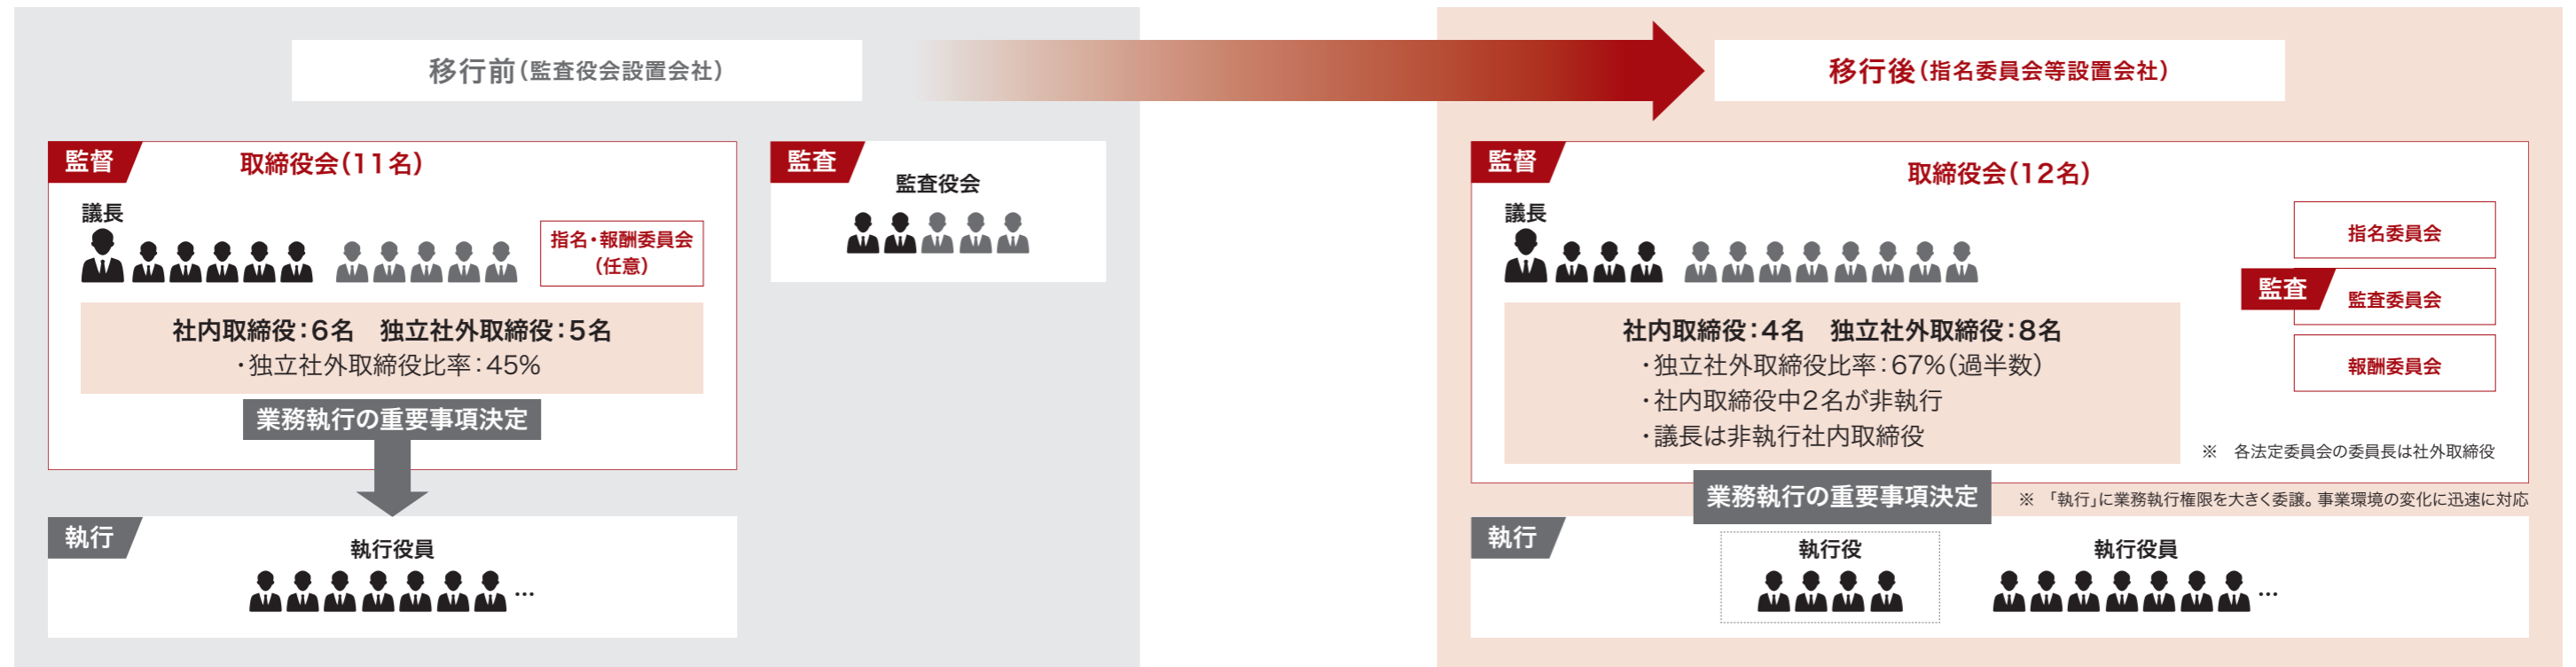 移行前(監査役会設置会社)
監督
取締役会(11名)
議長
指名・報酬委員会
(任意)
社内取締役:6名　独立社外取締役:5名
・独立社外取締役比率:45%
業務執行の重要事項決定
監査
監査役会
執行
執行役員
…
移行後(指名委員会等設置会社)
監督
取締役会(12名)
議長
指名委員会
監査
監査委員会
報酬委員会
社内取締役:4名　独立社外取締役:8名
・独立社外取締役比率:67%(過半数)
・社内取締役中2名が非執行
・議長は非執行社内取締役
※　各法定委員会の委員長は社外取締役
業務執行の重要事項決定
※　「執行」に業務執行権限を大きく委譲。事業環境の変化に迅速に対応
執行
執行役
執行役員
…